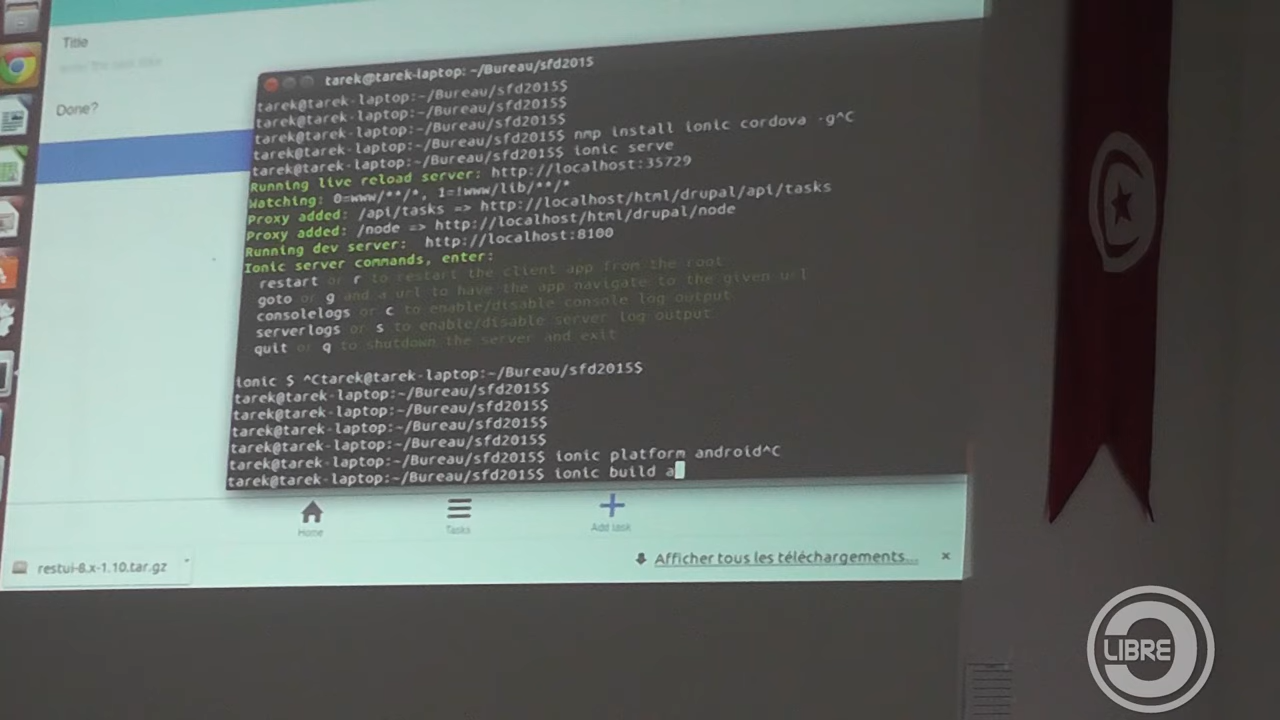 Title
enter the task title
Done?
tarek@tarek-laptop: ~/Bureau/sfd2015
tarek@tarek-laptop:~/Bureau/sfd2015$
tarek@tarek-laptop:~/Bureau/sfd2015$
tarek@tarek-laptop:~/Bureau/sfd2015$
tarek@tarek-laptop:~/Bureau/sfd2015$ nmp install ionic cordova -g^C
tarek@tarek-laptop:~/Bureau/sfd2015$ ionic serve
Running live reload server: http://localhost:35729
Watching: 0=www/**/*, 1=!www/lib/**/*
Proxy added: /api/tasks => http://localhost/html/drupal/api/tasks
Proxy added: /node => http://localhost/html/drupal/node
Running dev server: http://localhost:8100
Ionic server commands, enter:
restart or r to restart the client app from the root
goto or g and a url to have the app navigate to the given url
consolelogs or c to enable/disable console log output
serverlogs or s to enable/disable server log output
quit or q to shutdown the server and exit
ionic $ ^Ctarek@tarek-laptop:~/Bureau/sfd2015$
tarek@tarek-laptop:~/Bureau/sfd2015$
tarek@tarek-laptop:~/Bureau/sfd2015$
tarek@tarek-laptop:~/Bureau/sfd2015$
tarek@tarek-laptop:~/Bureau/sfd2015$
tarek@tarek-laptop:~/Bureau/sfd2015$ ionic platform android^C
tarek@tarek-laptop:~/Bureau/sfd2015$ ionic build a
Home Tasks Add task
restui-8.x-1.10.tar.gz
Afficher tous les téléchargements...
LIBRE